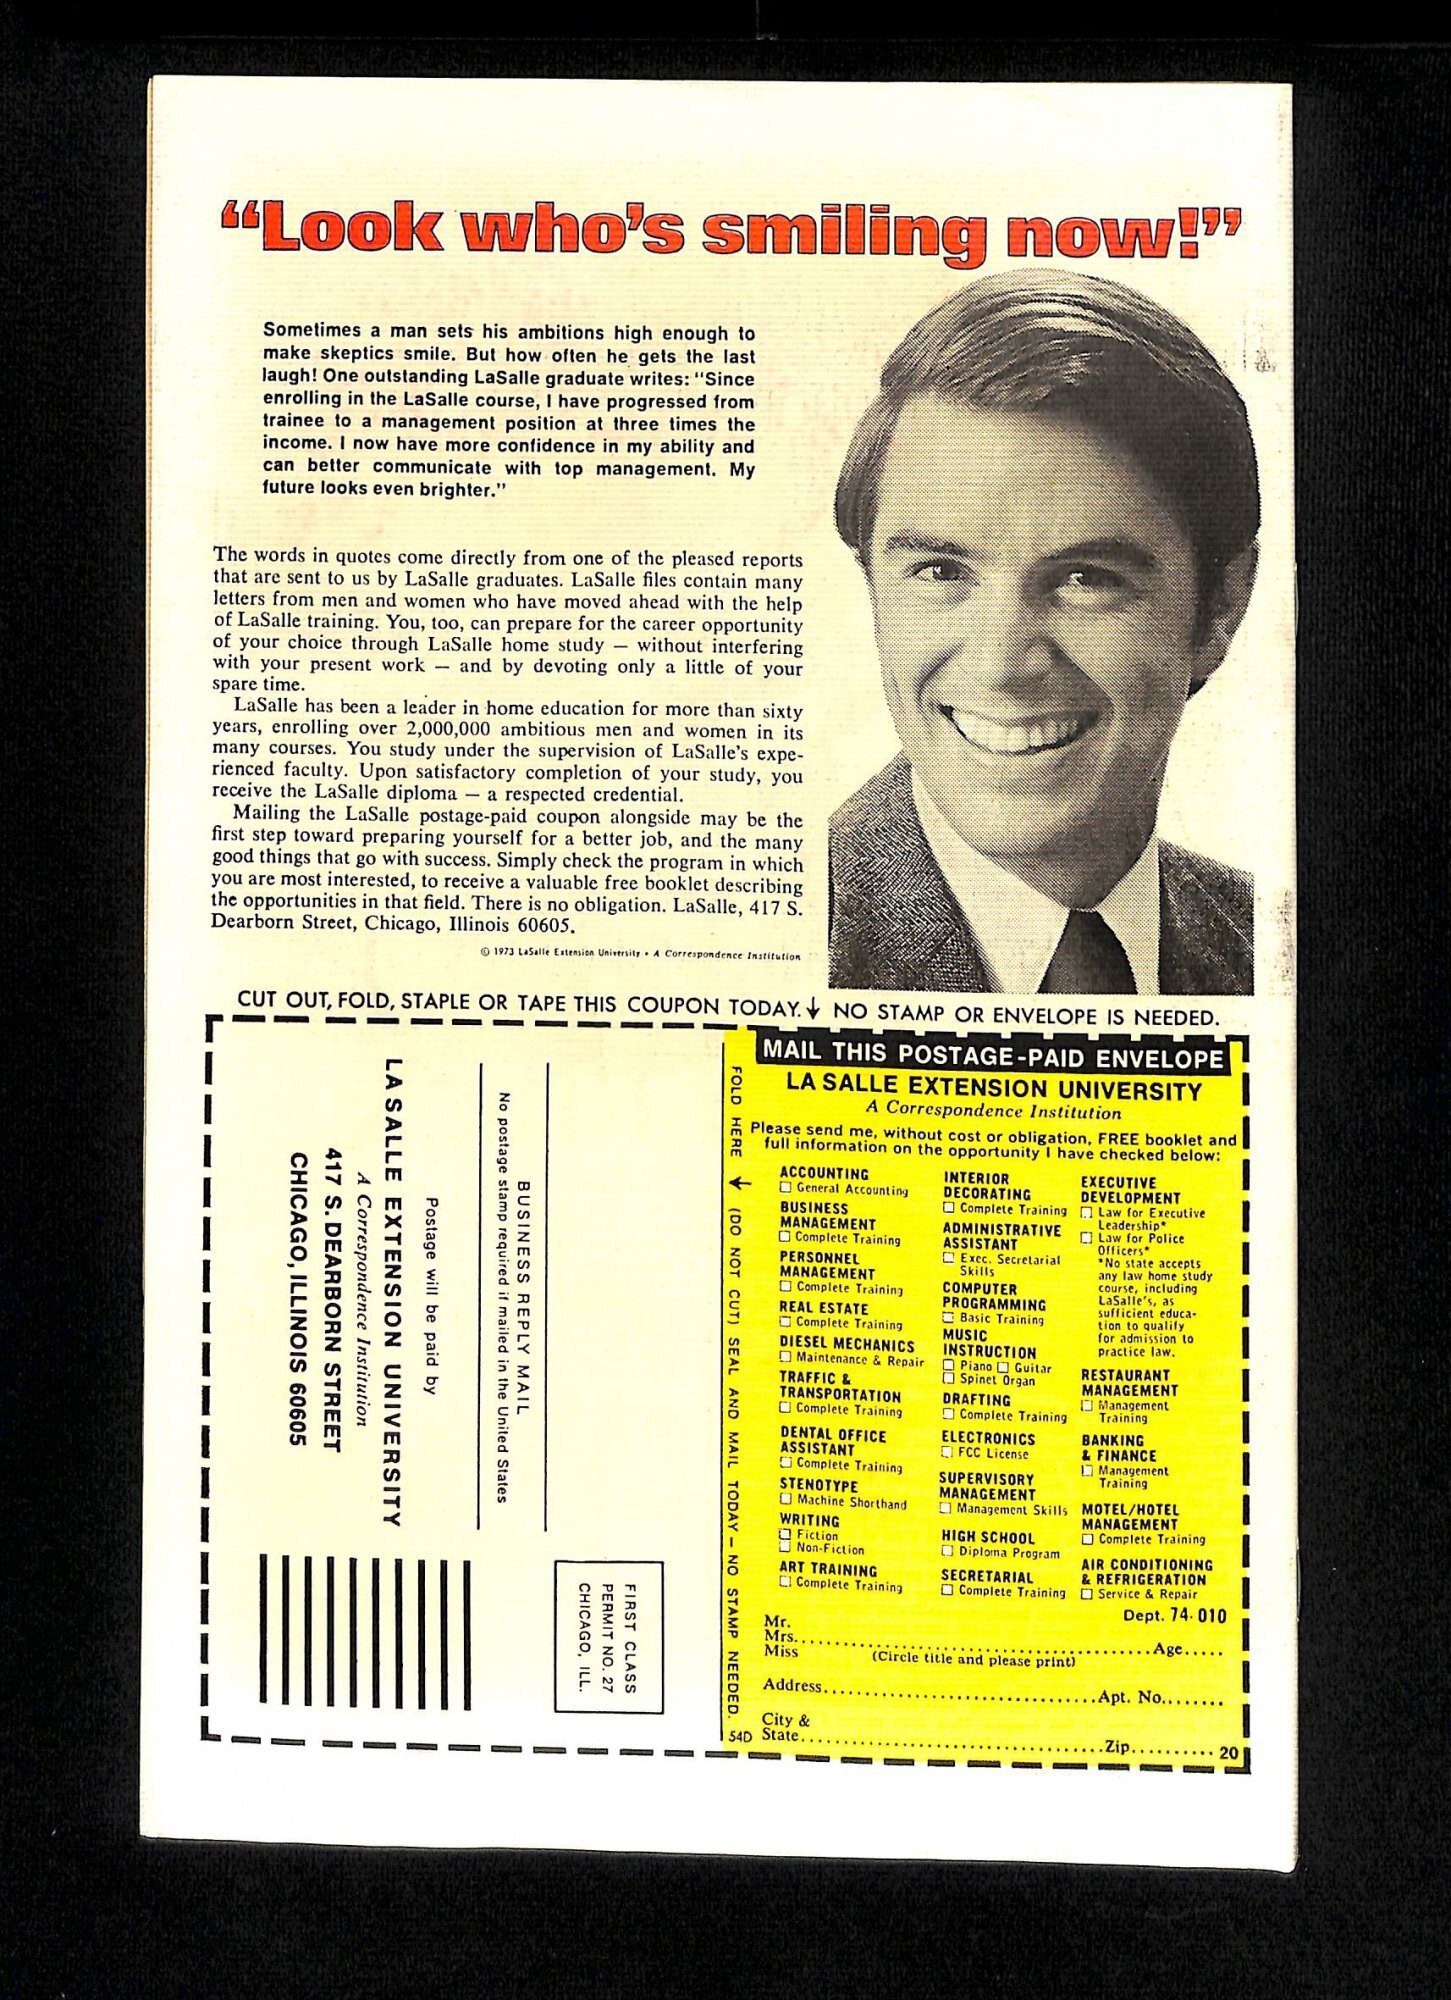 “Look who’s smiling now!”
Sometimes a man sets his ambitions high enough to
make skeptics smile. But how often he gets the last
laugh! One outstanding LaSalle graduate writes: “Since
enrolling in the LaSalle course, I have progressed from
trainee to a management position at three times the
income. I now have more confidence in my ability and
can better communicate with top management. My
future looks even brighter.”
The words in quotes come directly from one of the pleased reports
that are sent to us by LaSalle graduates. LaSalle files contain many
letters from men and women who have moved ahead with the help
of LaSalle training. You, too, can prepare for the career opportunity
of your choice through LaSalle home study — without interfering
with your present work — and by devoting only a little of your
spare time.
LaSalle has been a leader in home education for more than sixty
years, enrolling over 2,000,000 ambitious men and women in its
many courses. You study under the supervision of LaSalle’s expe-
rienced faculty. Upon satisfactory completion of your study, you
receive the LaSalle diploma — a respected credential.
Mailing the LaSalle postage-paid coupon alongside may be the
first step toward preparing yourself for a better job, and the many
good things that go with success. Simply check the program in which
you are most interested, to receive a valuable free booklet describing
the opportunities in that field. There is no obligation. LaSalle, 417 S.
Dearborn Street, Chicago, Illinois 60605.
© 1973 LaSalle Extension University • A Correspondence Institution
CUT OUT, FOLD, STAPLE OR TAPE THIS COUPON TODAY.↓ NO STAMP OR ENVELOPE IS NEEDED.
FIRST CLASS
PERMIT NO. 27
CHICAGO, ILL.
BUSINESS REPLY MAIL
No postage stamp required if mailed in the United States
Postage will be paid by
LA SALLE EXTENSION UNIVERSITY
A Correspondence Institution
417 S. DEARBORN STREET
CHICAGO, ILLINOIS 60605
FOLD HERE ↓ (DO NOT CUT) SEAL AND MAIL TODAY — NO STAMP NEEDED.
54D
MAIL THIS POSTAGE-PAID ENVELOPE
LA SALLE EXTENSION UNIVERSITY
A Correspondence Institution
Please send me, without cost or obligation, FREE booklet and
full information on the opportunity I have checked below:
ACCOUNTING
☐ General Accounting
BUSINESS
MANAGEMENT
☐ Complete Training
PERSONNEL
MANAGEMENT
☐ Complete Training
REAL ESTATE
☐ Complete Training
DIESEL MECHANICS
☐ Maintenance & Repair
TRAFFIC &
TRANSPORTATION
☐ Complete Training
DENTAL OFFICE
ASSISTANT
☐ Complete Training
STENOTYPE
☐ Machine Shorthand
WRITING
☐ Fiction
☐ Non-Fiction
ART TRAINING
☐ Complete Training
INTERIOR
DECORATING
☐ Complete Training
ADMINISTRATIVE
ASSISTANT
☐ Exec. Secretarial
Skills
COMPUTER
PROGRAMMING
☐ Basic Training
MUSIC
INSTRUCTION
☐ Piano ☐ Guitar
☐ Spinet Organ
DRAFTING
☐ Complete Training
ELECTRONICS
☐ FCC License
SUPERVISORY
MANAGEMENT
☐ Management Skills
HIGH SCHOOL
☐ Diploma Program
SECRETARIAL
☐ Complete Training
EXECUTIVE
DEVELOPMENT
☐ Law for Executive
Leadership*
☐ Law for Police
Officers*
*No state accepts
any law home study
course, including
LaSalle's, as
sufficient educa-
tion to qualify
for admission to
practice law.
RESTAURANT
MANAGEMENT
☐ Management
Training
BANKING
& FINANCE
☐ Management
Training
MOTEL/HOTEL
MANAGEMENT
☐ Complete Training
AIR CONDITIONING
& REFRIGERATION
☐ Service & Repair
Dept. 74-010
Mr.
Mrs. Age
Miss (Circle title and please print)
Address Apt. No.
City &
State Zip 20